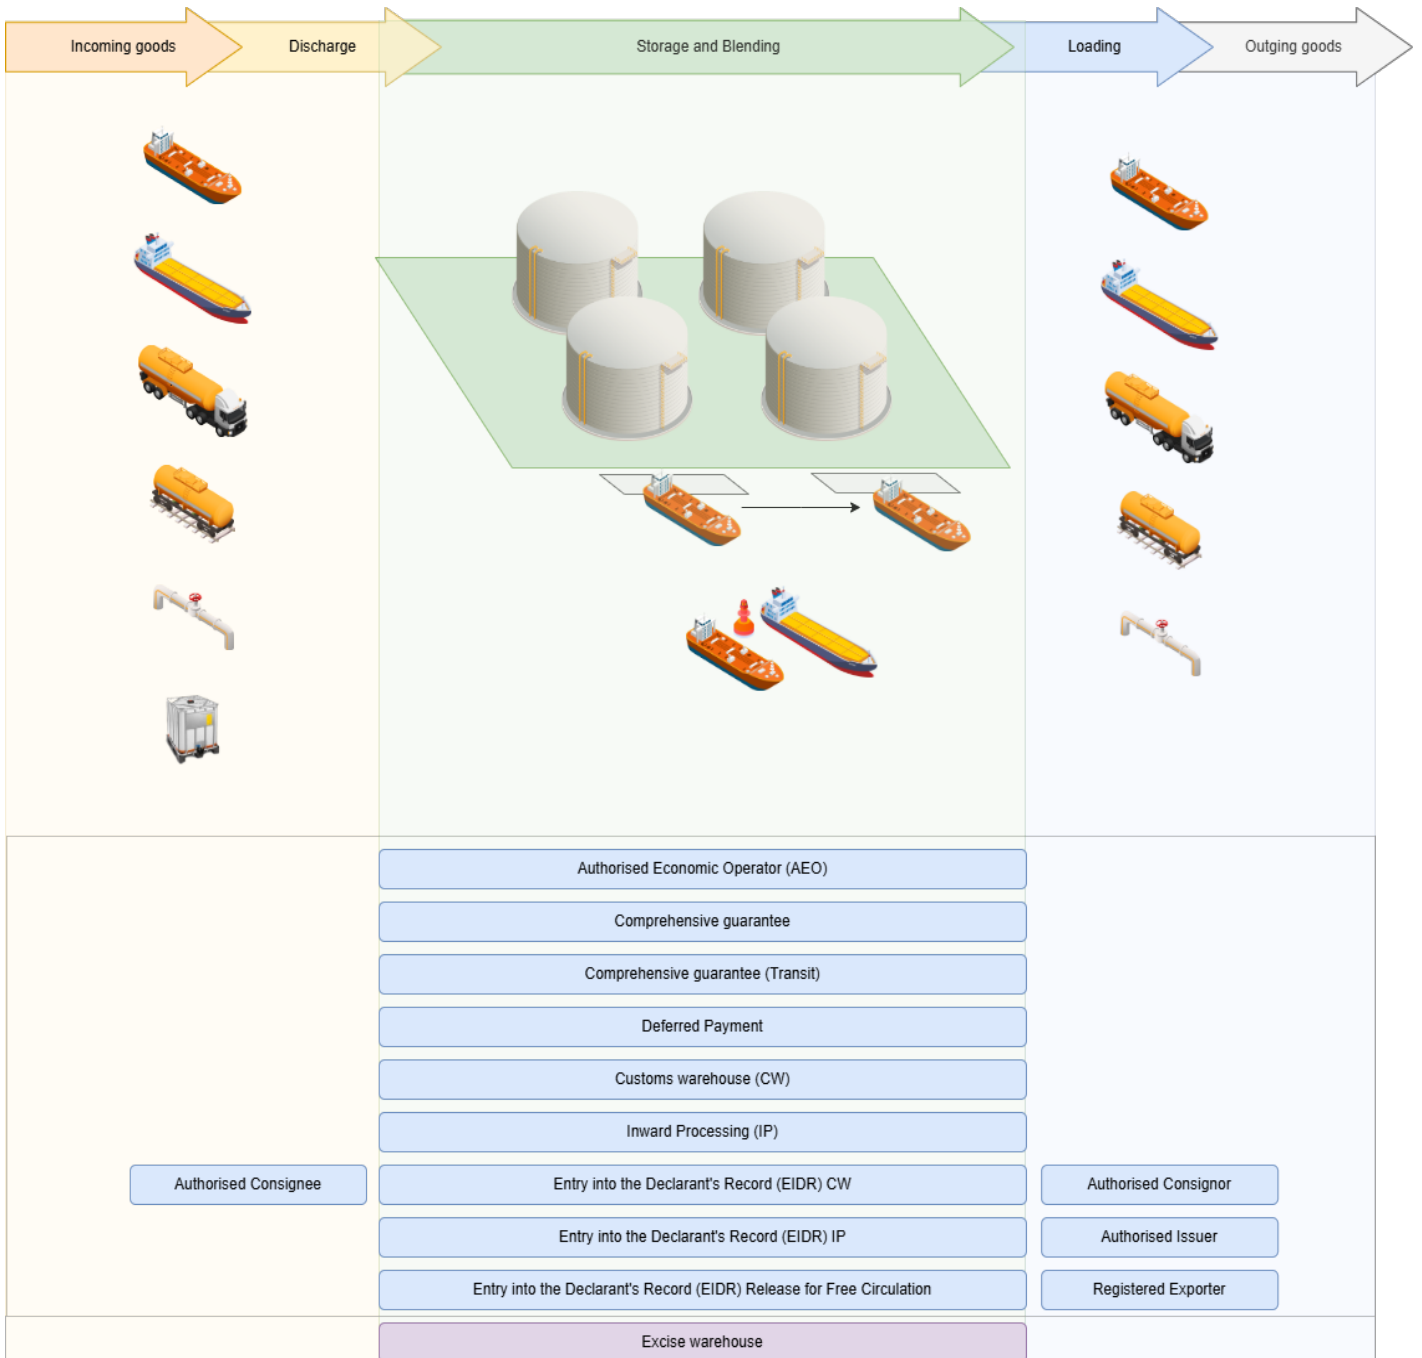 Incoming goods
Discharge
Storage and Blending
Loading
Outging goods
Authorised Economic Operator (AEO)
Comprehensive guarantee
Comprehensive guarantee (Transit)
Deferred Payment
Customs warehouse (CW)
Inward Processing (IP)
Authorised Consignee
Entry into the Declarant's Record (EIDR) CW
Authorised Consignor
Entry into the Declarant's Record (EIDR) IP
Authorised Issuer
Entry into the Declarant's Record (EIDR) Release for Free Circulation
Registered Exporter
Excise warehouse